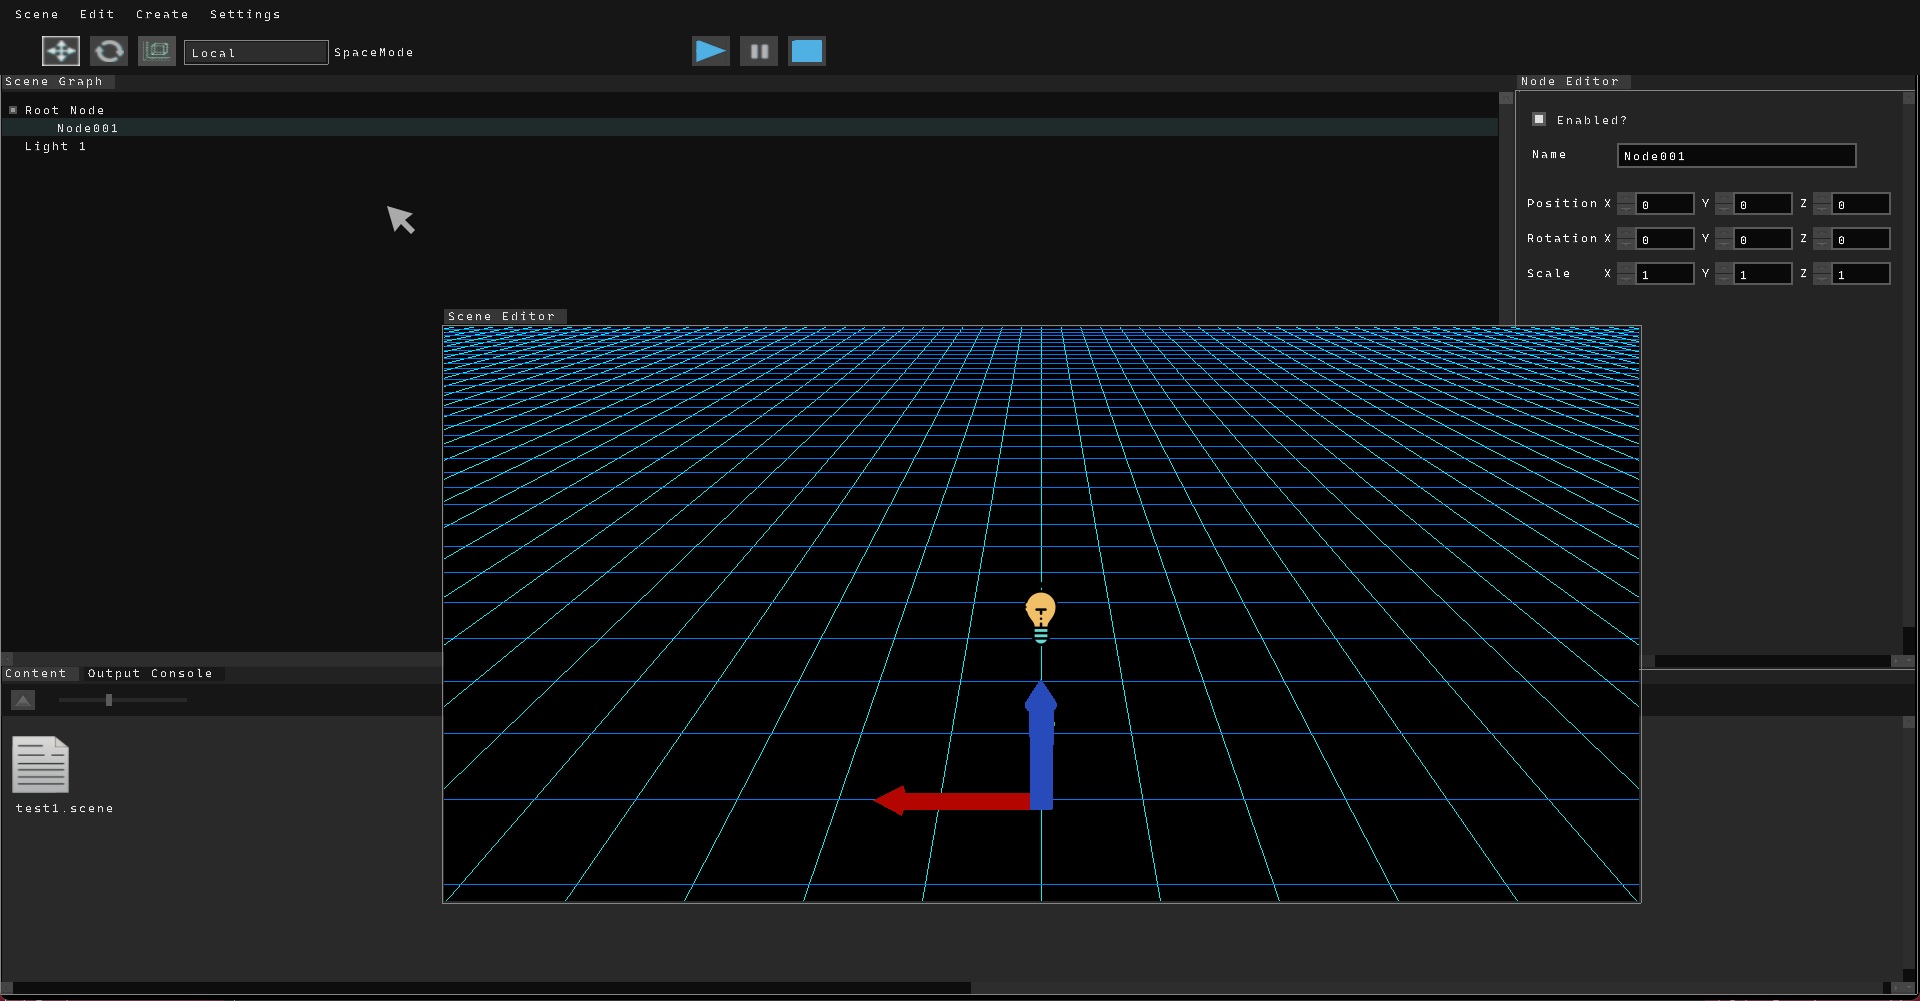 Scene Edit Create Settings
Local SpaceMode
Scene Graph
Root Node
Node001
Light 1
Node Editor
Enabled?
Name Node001
Position X 0 Y 0 Z 0
Rotation X 0 Y 0 Z 0
Scale X 1 Y 1 Z 1
Scene Editor
Content Output Console
test1.scene